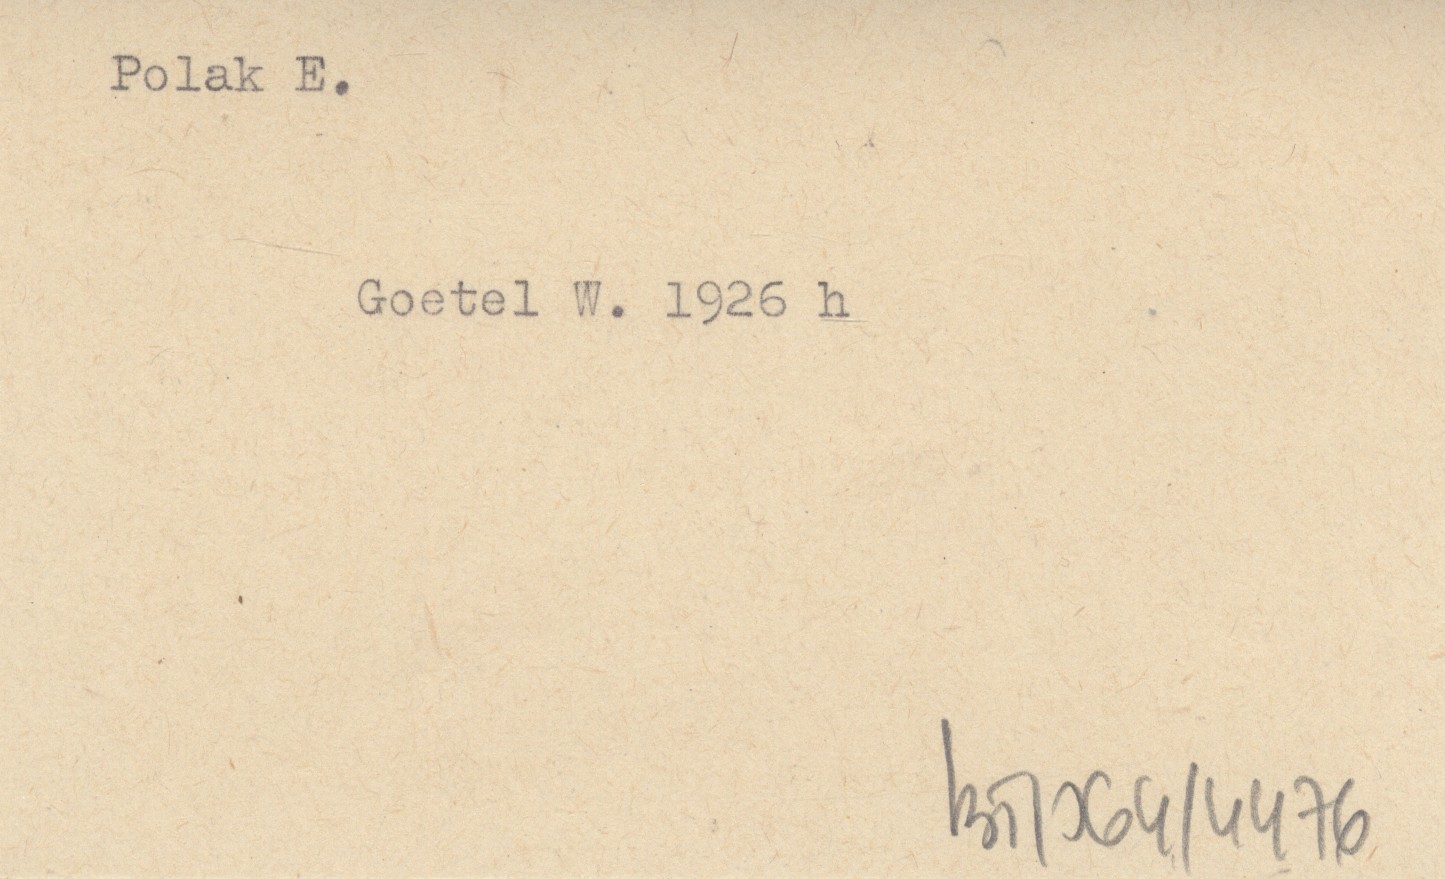 Polak E.
Goetel W. 1926 h